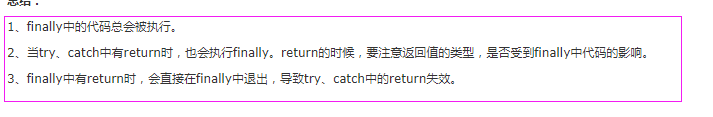 总结：
1、finally中的代码总会被执行。
2、当try、catch中有return时，也会执行finally。return的时候，要注意返回值的类型，是否受到finally中代码的影响。
3、finally中有return时，会直接在finally中退出，导致try、catch中的return失效。